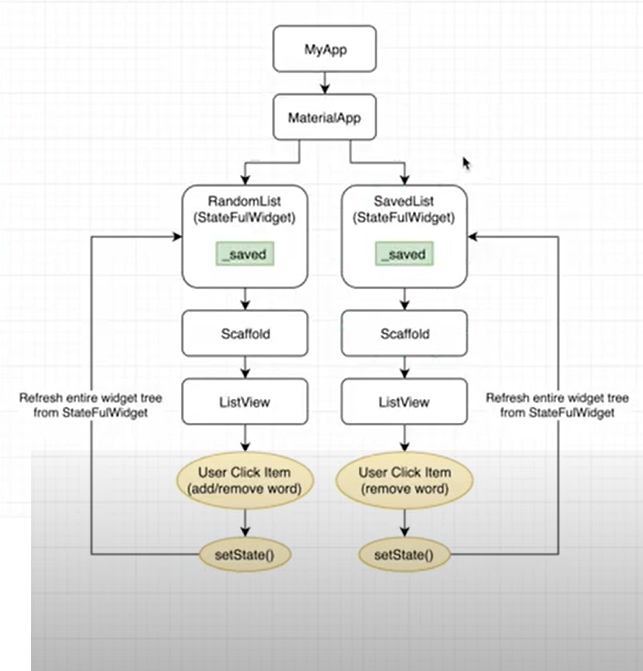 MyApp
MaterialApp
RandomList
(StateFulWidget)
_saved
SavedList
(StateFulWidget)
_saved
Scaffold
Scaffold
ListView
ListView
Refresh entire widget tree
from StateFulWidget
Refresh entire widget tree
from StateFulWidget
User Click Item
(add/remove word)
User Click Item
(remove word)
setState()
setState()